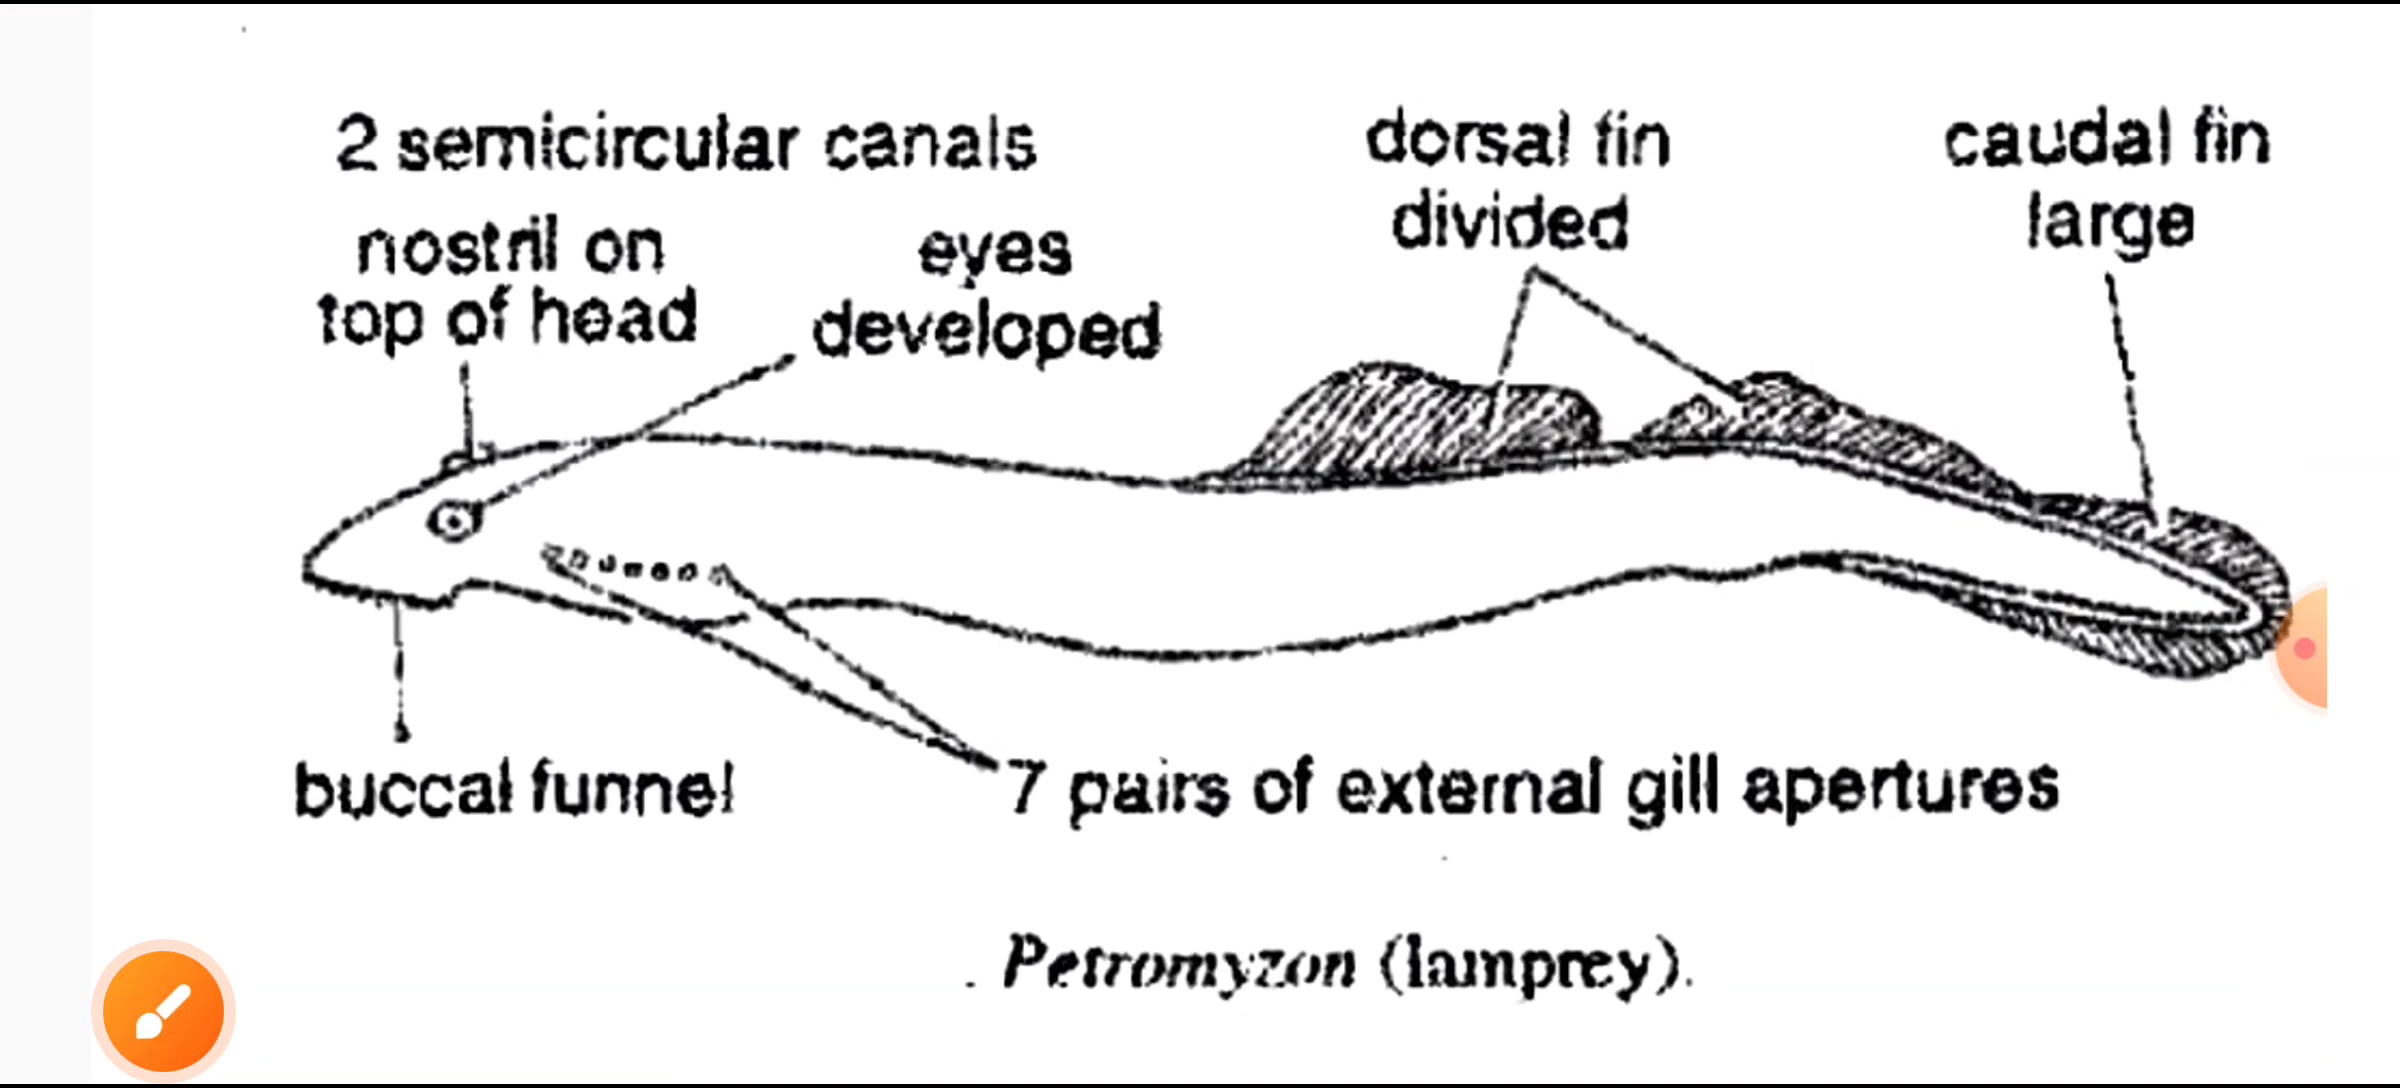 2 semicircular canals
nostril on
top of head
eyes
developed
dorsal fin
divided
caudal fin
large
buccal funnel
7 pairs of external gill apertures
. Petromyzon (lamprey).